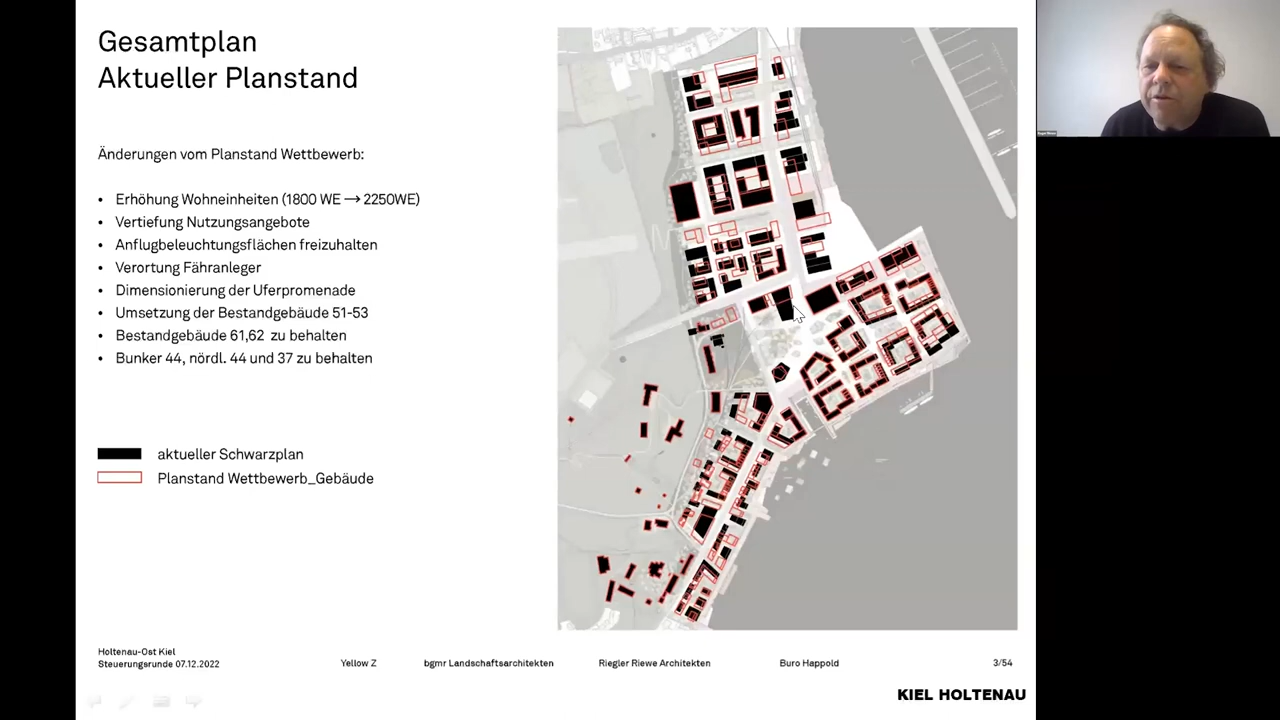 Gesamtplan
Aktueller Planstand
Änderungen vom Planstand Wettbewerb:
• Erhöhung Wohneinheiten (1800 WE → 2250WE)
• Vertiefung Nutzungsangebote
• Anflugbeleuchtungsflächen freizuhalten
• Verortung Fähranleger
• Dimensionierung der Uferpromenade
• Umsetzung der Bestandgebäude 51-53
• Bestandgebäude 61,62 zu behalten
• Bunker 44, nördl. 44 und 37 zu behalten
aktueller Schwarzplan
Planstand Wettbewerb_Gebäude
Holtenau-Ost Kiel
Steuerungsrunde 07.12.2022
Yellow Z
bgmr Landschaftsarchitekten
Riegler Riewe Architekten
Buro Happold
3/54
KIEL HOLTENAU